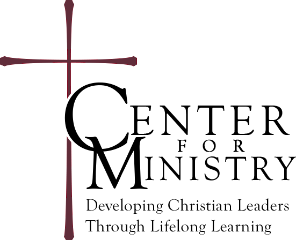 CENTER
FOR
MINISTRY
Developing Christian Leaders
Through Lifelong Learning